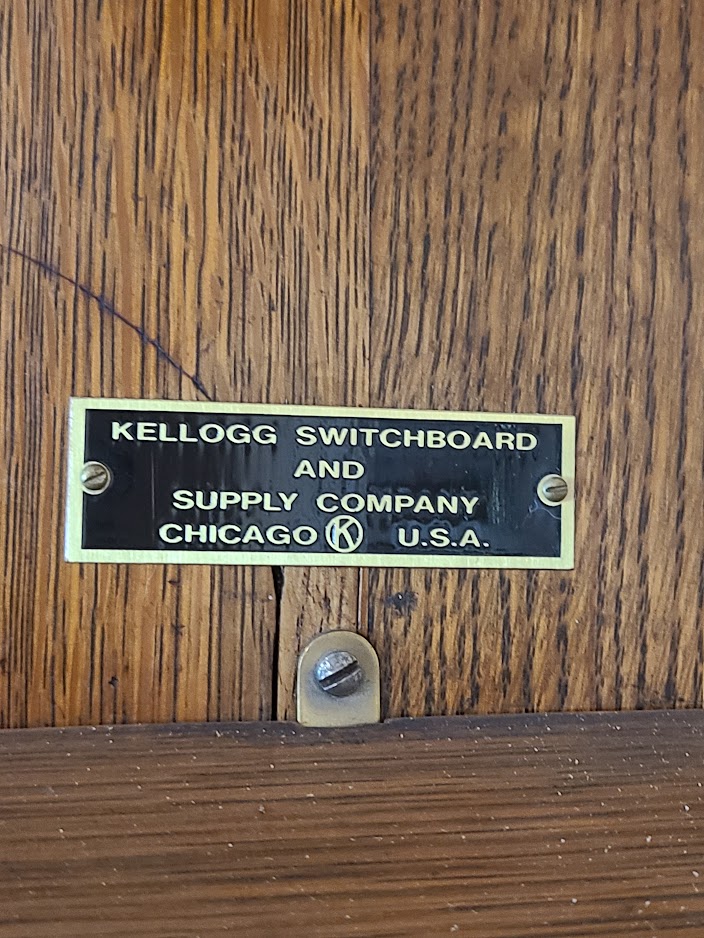 KELLOGG SWITCHBOARD
AND
SUPPLY COMPANY
CHICAGO K U.S.A.